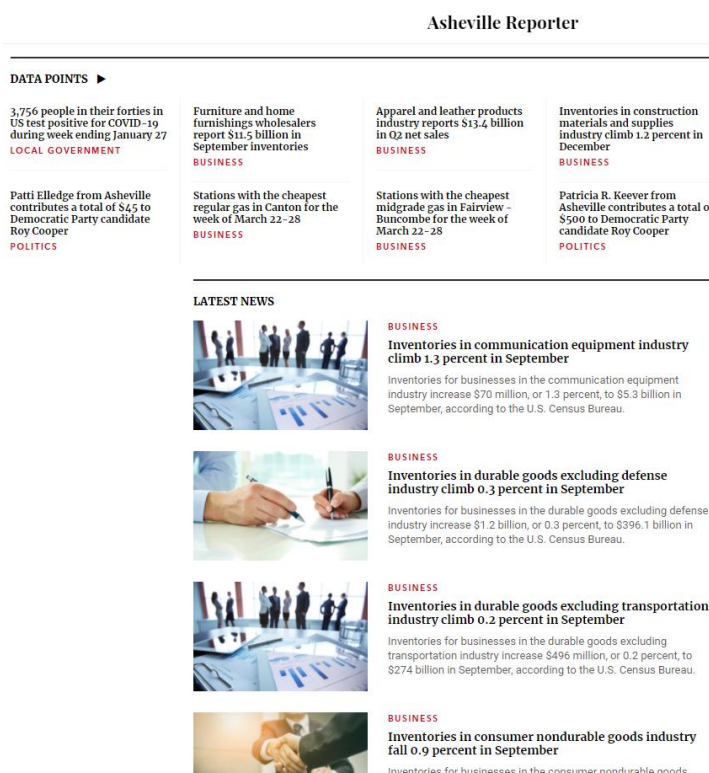 Asheville Reporter
DATA POINTS
3,756 people in their forties in
US test positive for COVID-19
during week ending January 27
LOCAL GOVERNMENT
Furniture and home
furnishings wholesalers
report $11.5 billion in
September inventories
BUSINESS
Apparel and leather products
industry reports $13.4 billion
in Q2 net sales
BUSINESS
Inventories in construction
materials and supplies
industry climb 1.2 percent in
December
BUSINESS
Patti Elledge from Asheville
contributes a total of $45 to
Democratic Party candidate
Roy Cooper
POLITICS
Stations with the cheapest
regular gas in Canton for the
week of March 22-28
BUSINESS
Stations with the cheapest
midgrade gas in Fairview -
Buncombe for the week of
March 22-28
BUSINESS
Patricia R. Keever from
Asheville contributes a total o
$500 to Democratic Party
candidate Roy Cooper
POLITICS
LATEST NEWS
BUSINESS
Inventories in communication equipment industry
climb 1.3 percent in September
Inventories for businesses in the communication equipment
industry increase $70 million, or 1.3 percent, to $5.3 billion in
September, according to the U.S. Census Bureau.
BUSINESS
Inventories in durable goods excluding defense
industry climb 0.3 percent in September
Inventories for businesses in the durable goods excluding defense
industry increase $1.2 billion, or 0.3 percent, to $396.1 billion in
September, according to the U.S. Census Bureau.
BUSINESS
Inventories in durable goods excluding transportation
industry climb 0.2 percent in September
Inventories for businesses in the durable goods excluding
transportation industry increase $496 million, or 0.2 percent, to
$274 billion in September, according to the U.S. Census Bureau.
BUSINESS
Inventories in consumer nondurable goods industry
fall 0.9 percent in September
Inventories for businesses in the consumer nondurable goods